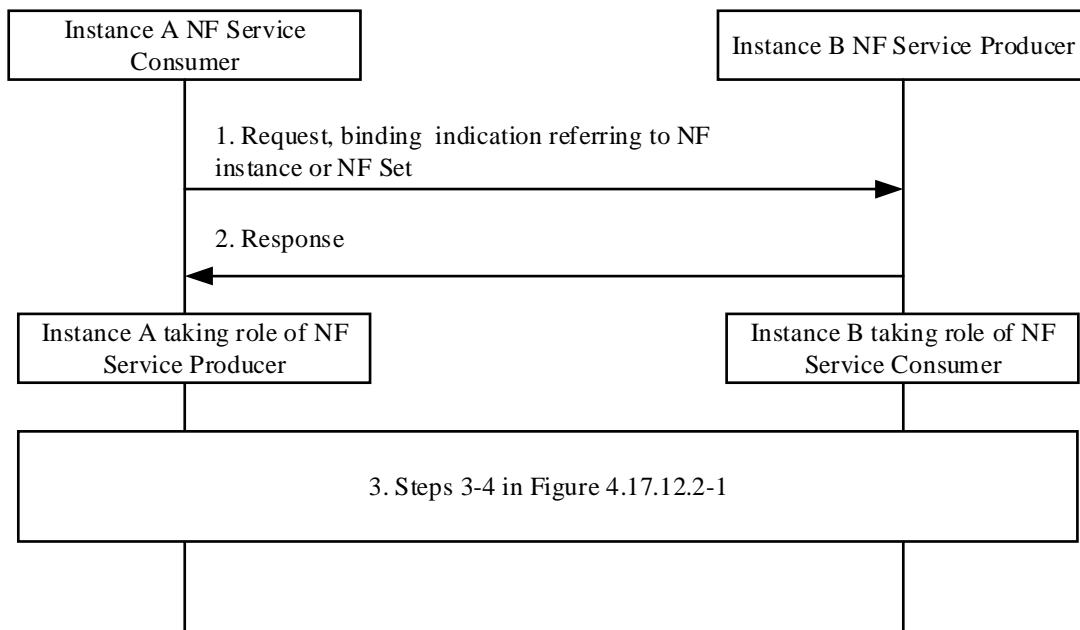 Instance A NF Service
Consumer
Instance B NF Service Producer
1. Request, binding indication referring to NF
instance or NF Set
2. Response
Instance A taking role of NF
Service Producer
Instance B taking role of NF
Service Consumer
3. Steps 3-4 in Figure 4.17.12.2-1